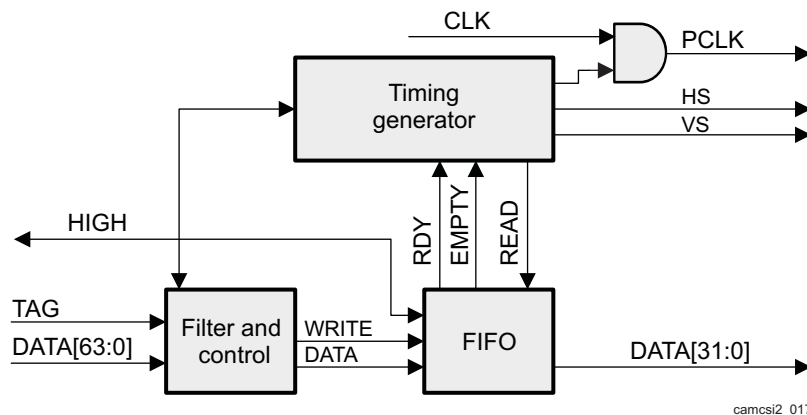 CLK
PCLK
Timing
generator
HS
VS
HIGH
RDY
EMPTY
READ
TAG
DATA[63:0]
Filter and
control
WRITE
DATA
FIFO
DATA[31:0]
camcsi2_017